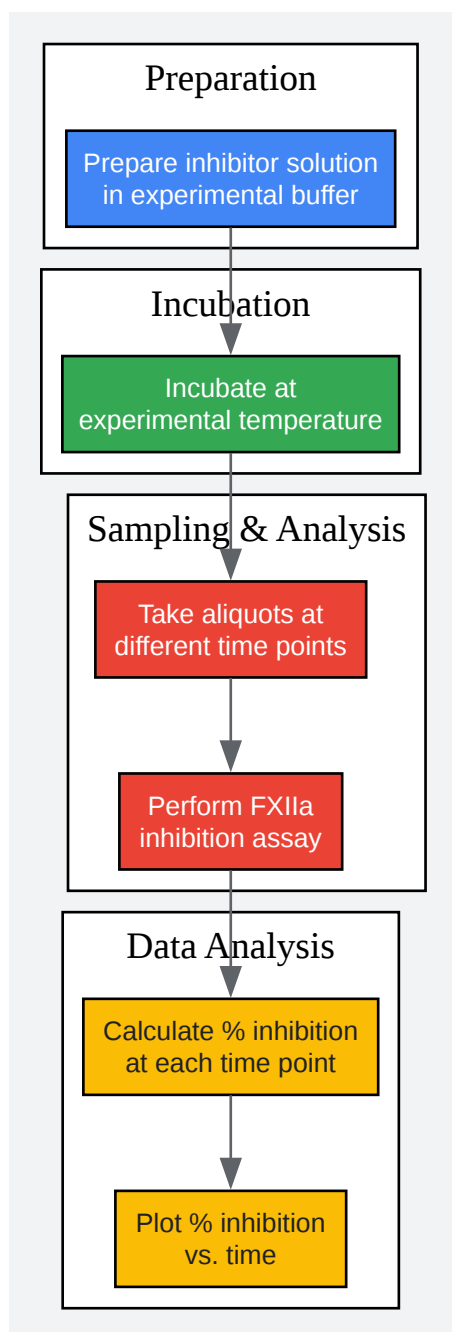 Preparation
Prepare inhibitor solution
in experimental buffer
Incubation
Incubate at
experimental temperature
Sampling & Analysis
Take aliquots at
different time points
Perform FXIIa
inhibition assay
Data Analysis
Calculate % inhibition
at each time point
Plot % inhibition
vs. time